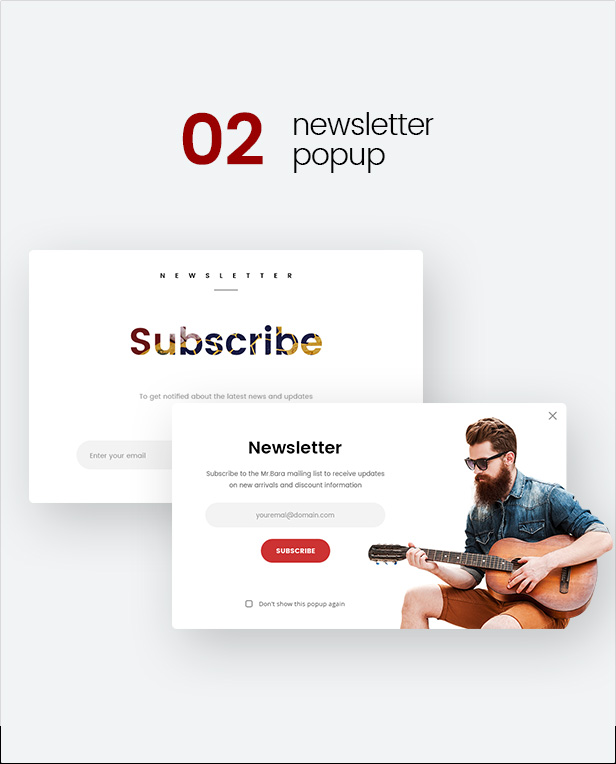 02
newsletter
popup
NEWSLETTER
Subscribe
To get notified about the latest news and updates
Enter your email
Newsletter
Subscribe to the Mr.Bara mailing list to receive updates
on new arrivals and discount information
youremal@domain.com
SUBSCRIBE
Don't show this popup again